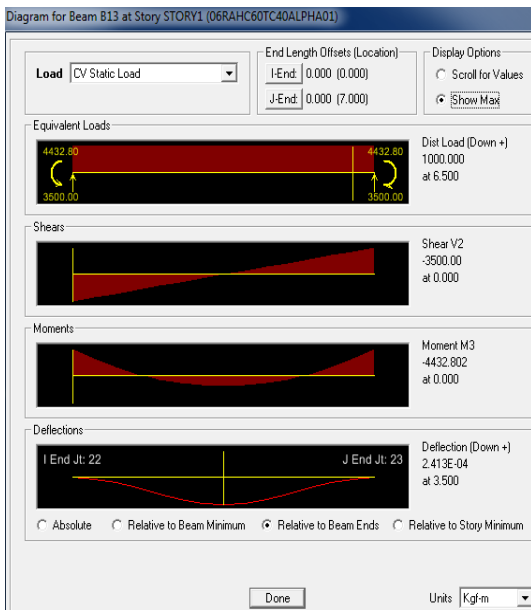 Diagram for Beam B13 at Story STORY1 (06RAHC60TC40ALPHA01)
Load CV Static Load
End Length Offsets (Location)
I-End: 0.000 (0.000)
J-End: 0.000 (7.000)
Display Options
Scroll for Values
Show Max
Equivalent Loads
4432.80 4432.80
3500.00 3500.00
Dist Load (Down +)
1000.000
at 6.500
Shears
Shear V2
-3500.00
at 0.000
Moments
Moment M3
-4432.802
at 0.000
Deflections
I End Jt: 22 J End Jt: 23
Deflection (Down +)
2.413E-04
at 3.500
Absolute Relative to Beam Minimum Relative to Beam Ends Relative to Story Minimum
Done Units Kgf-m